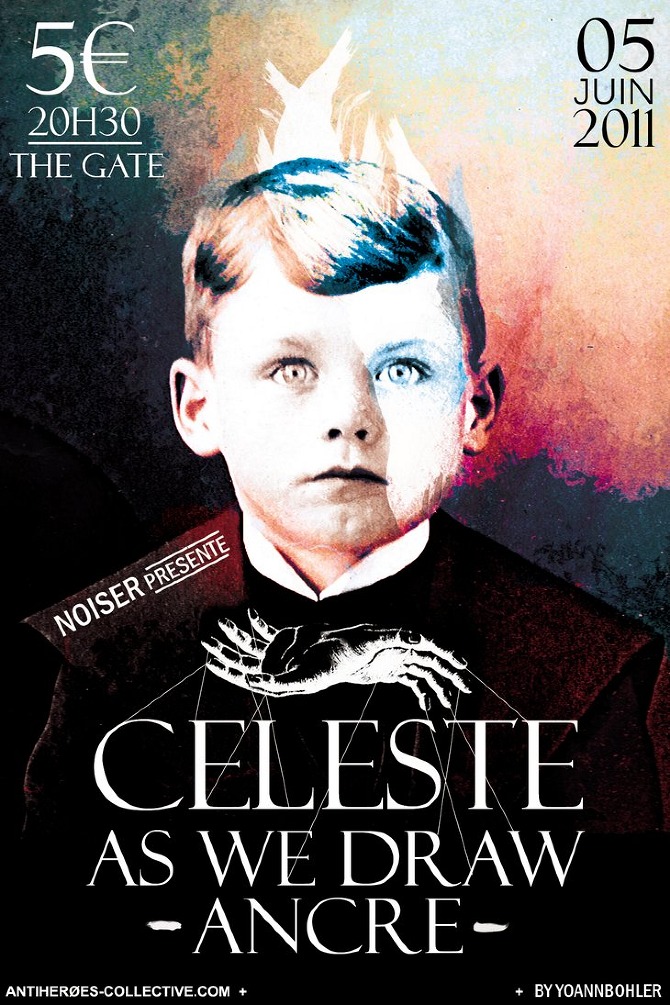 5€
20H30
THE GATE
05
JUIN
2011
NOISER PRESENTE
CELESTE
AS WE DRAW
-ANCRE-
ANTIHERØES-COLLECTIVE.COM +
+ BY YOANNBOHLER